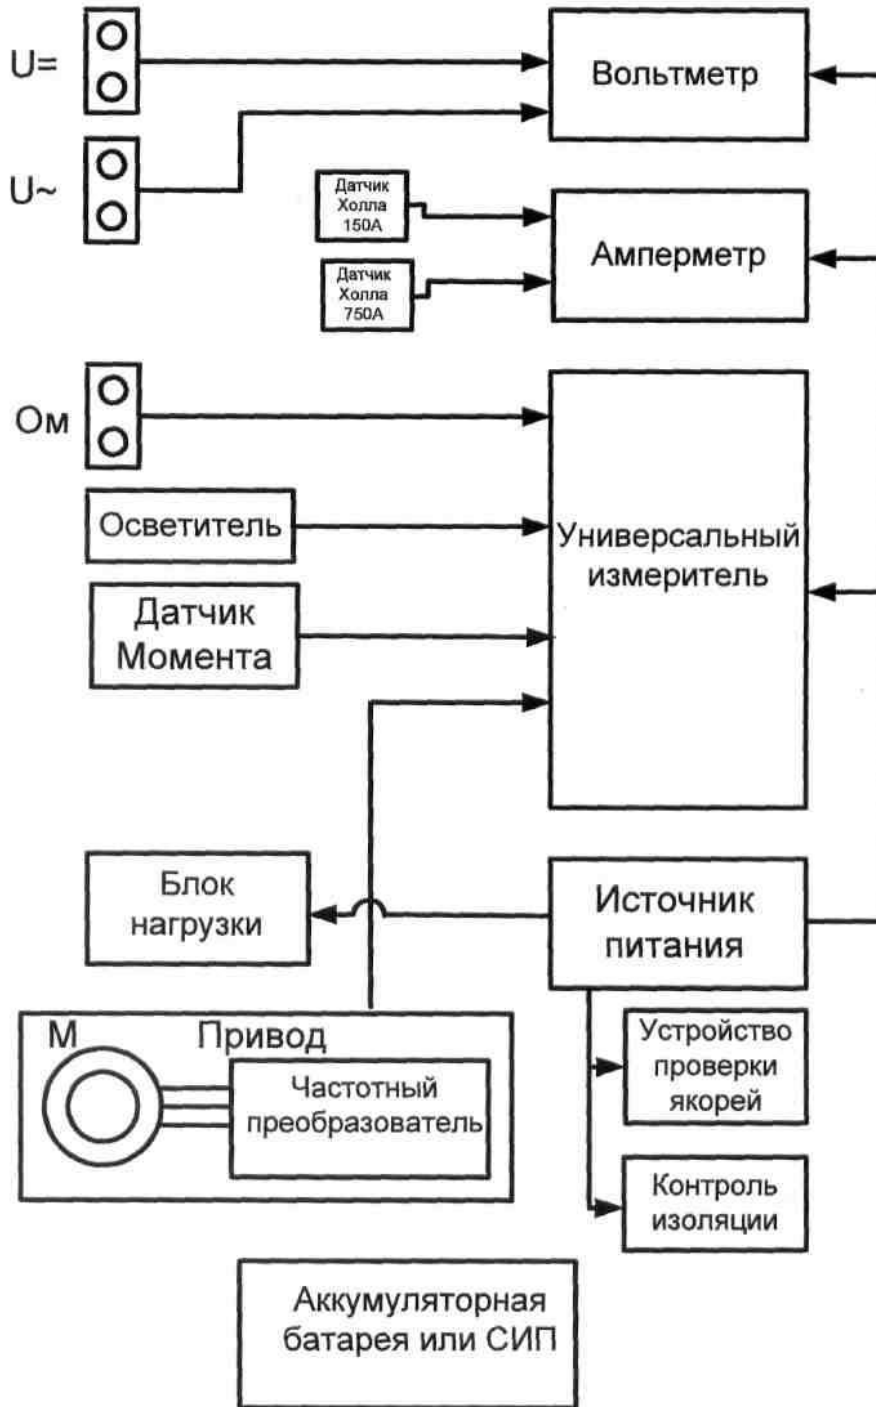 U=
Вольтметр
U~
Датчик
Холла
150А
Амперметр
Датчик
Холла
750А
Ом
Осветитель
Универсальный
измеритель
Датчик
Момента
Блок
нагрузки
Источник
питания
М
Привод
Частотный
преобразователь
Устройство
проверки
якорей
Контроль
изоляции
Аккумуляторная
батарея или СИП